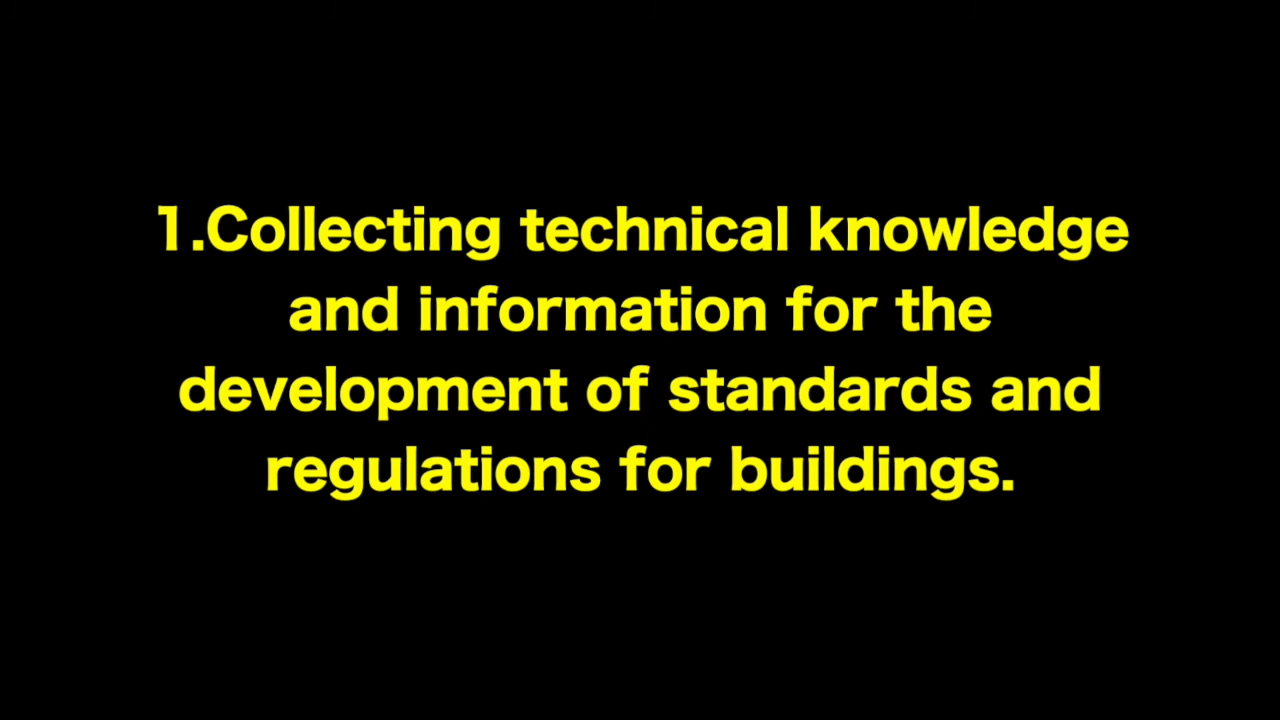 1.Collecting technical knowledge
and information for the
development of standards and
regulations for buildings.